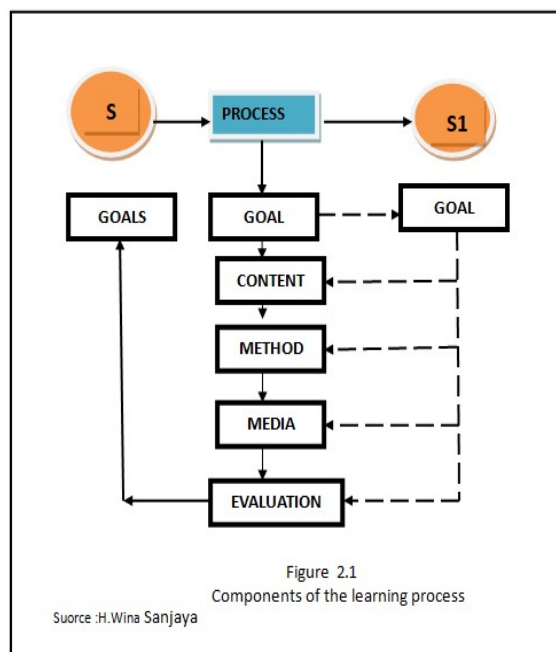 S
PROCESS
S1
GOALS
GOAL
GOAL
CONTENT
METHOD
MEDIA
EVALUATION
Figure 2.1
Components of the learning process
Suorce :H.Wina Sanjaya